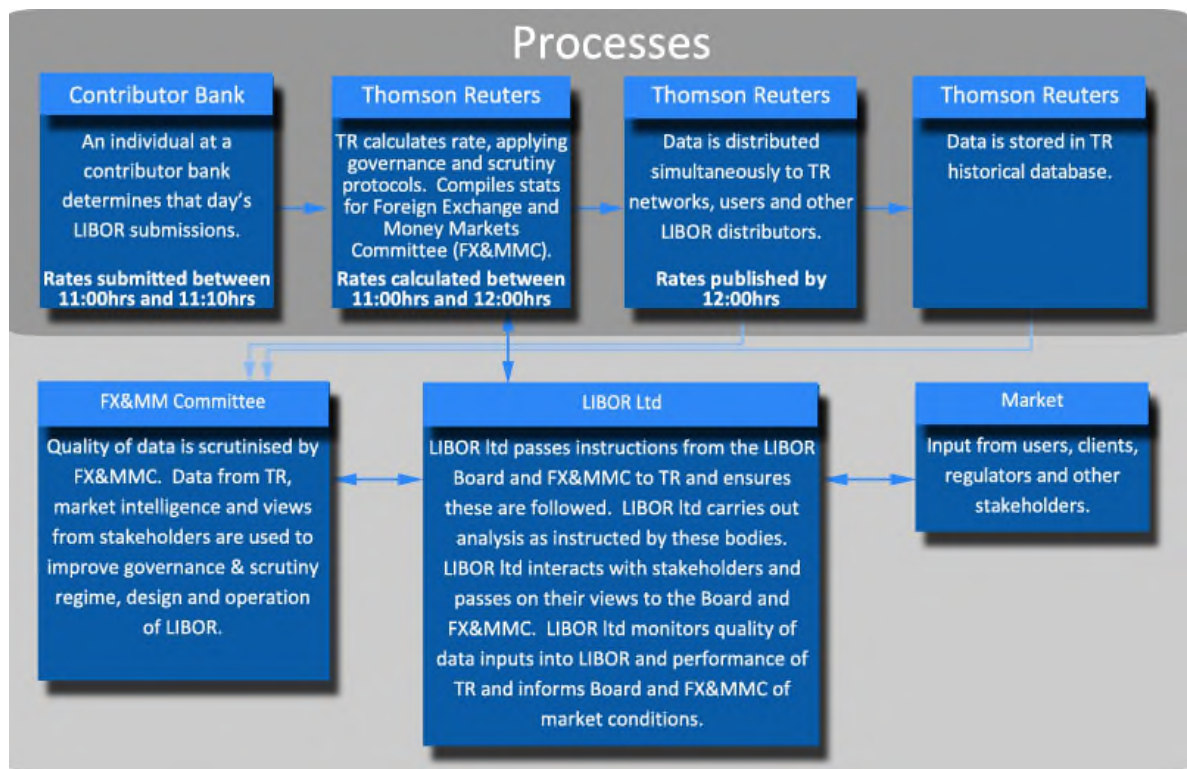 Processes
Contributor Bank
An individual at a
contributor bank
determines that day's
LIBOR submissions.
Rates submitted between
11:00hrs and 11:10hrs
Thomson Reuters
TR calculates rate, applying
governance and scrutiny
protocols. Compiles stats
for Foreign Exchange and
Money Markets
Committee (FX&MMC).
Rates calculated between
11:00hrs and 12:00hrs
Thomson Reuters
Data is distributed
simultaneously to TR
networks, users and other
LIBOR distributors.
Rates published by
12:00hrs
Thomson Reuters
Data is stored in TR
historical database.
FX&MM Committee
Quality of data is scrutinised by
FX&MMC. Data from TR,
market intelligence and views
from stakeholders are used to
improve governance & scrutiny
regime, design and operation
of LIBOR.
LIBOR Ltd
LIBOR ltd passes instructions from the LIBOR
Board and FX&MMC to TR and ensures
these are followed. LIBOR ltd carries out
analysis as instructed by these bodies.
LIBOR ltd interacts with stakeholders and
passes on their views to the Board and
FX&MMC. LIBOR ltd monitors quality of
data inputs into LIBOR and performance of
TR and informs Board and FX&MMC of
market conditions.
Market
Input from users, clients,
regulators and other
stakeholders.